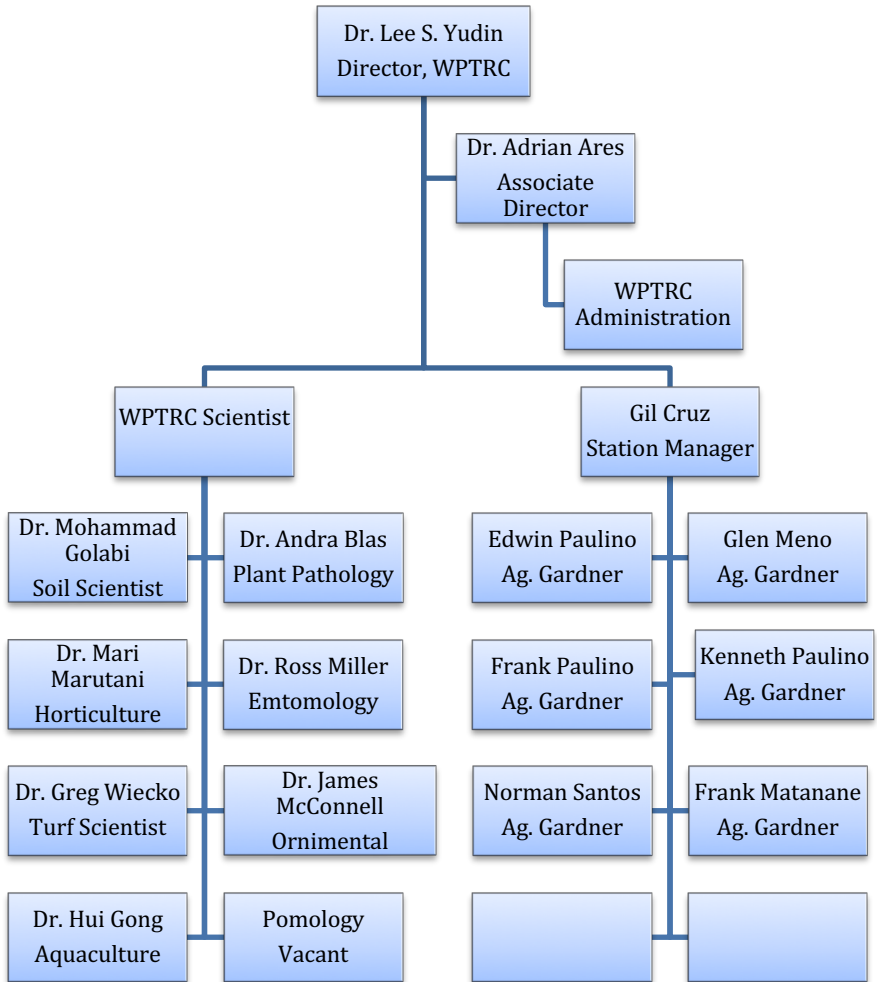 Dr. Lee S. Yudin
Director, WPTRC
Dr. Adrian Ares
Associate
Director
WPTRC
Administration
WPTRC Scientist
Gil Cruz
Station Manager
Dr. Mohammad
Golabi
Soil Scientist
Dr. Andra Blas
Plant Pathology
Edwin Paulino
Ag. Gardner
Glen Meno
Ag. Gardner
Dr. Mari
Marutani
Horticulture
Dr. Ross Miller
Emtomology
Frank Paulino
Ag. Gardner
Kenneth Paulino
Ag. Gardner
Dr. Greg Wiecko
Turf Scientist
Dr. James
McConnell
Ornimental
Norman Santos
Ag. Gardner
Frank Matanane
Ag. Gardner
Dr. Hui Gong
Aquaculture
Pomology
Vacant